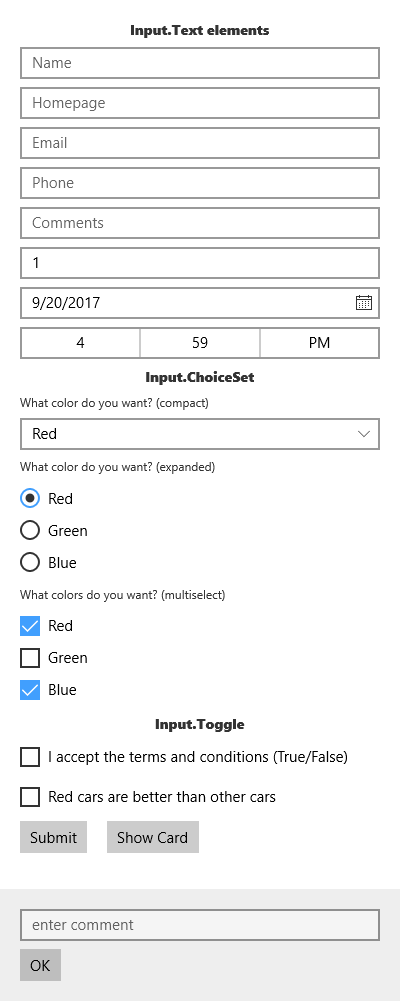 Input.Text elements
Name
Homepage
Email
Phone
Comments
1
9/20/2017
4 59 PM
Input.ChoiceSet
What color do you want? (compact)
Red
What color do you want? (expanded)
Red
Green
Blue
What colors do you want? (multiselect)
Red
Green
Blue
Input.Toggle
I accept the terms and conditions (True/False)
Red cars are better than other cars
Submit Show Card
enter comment
OK